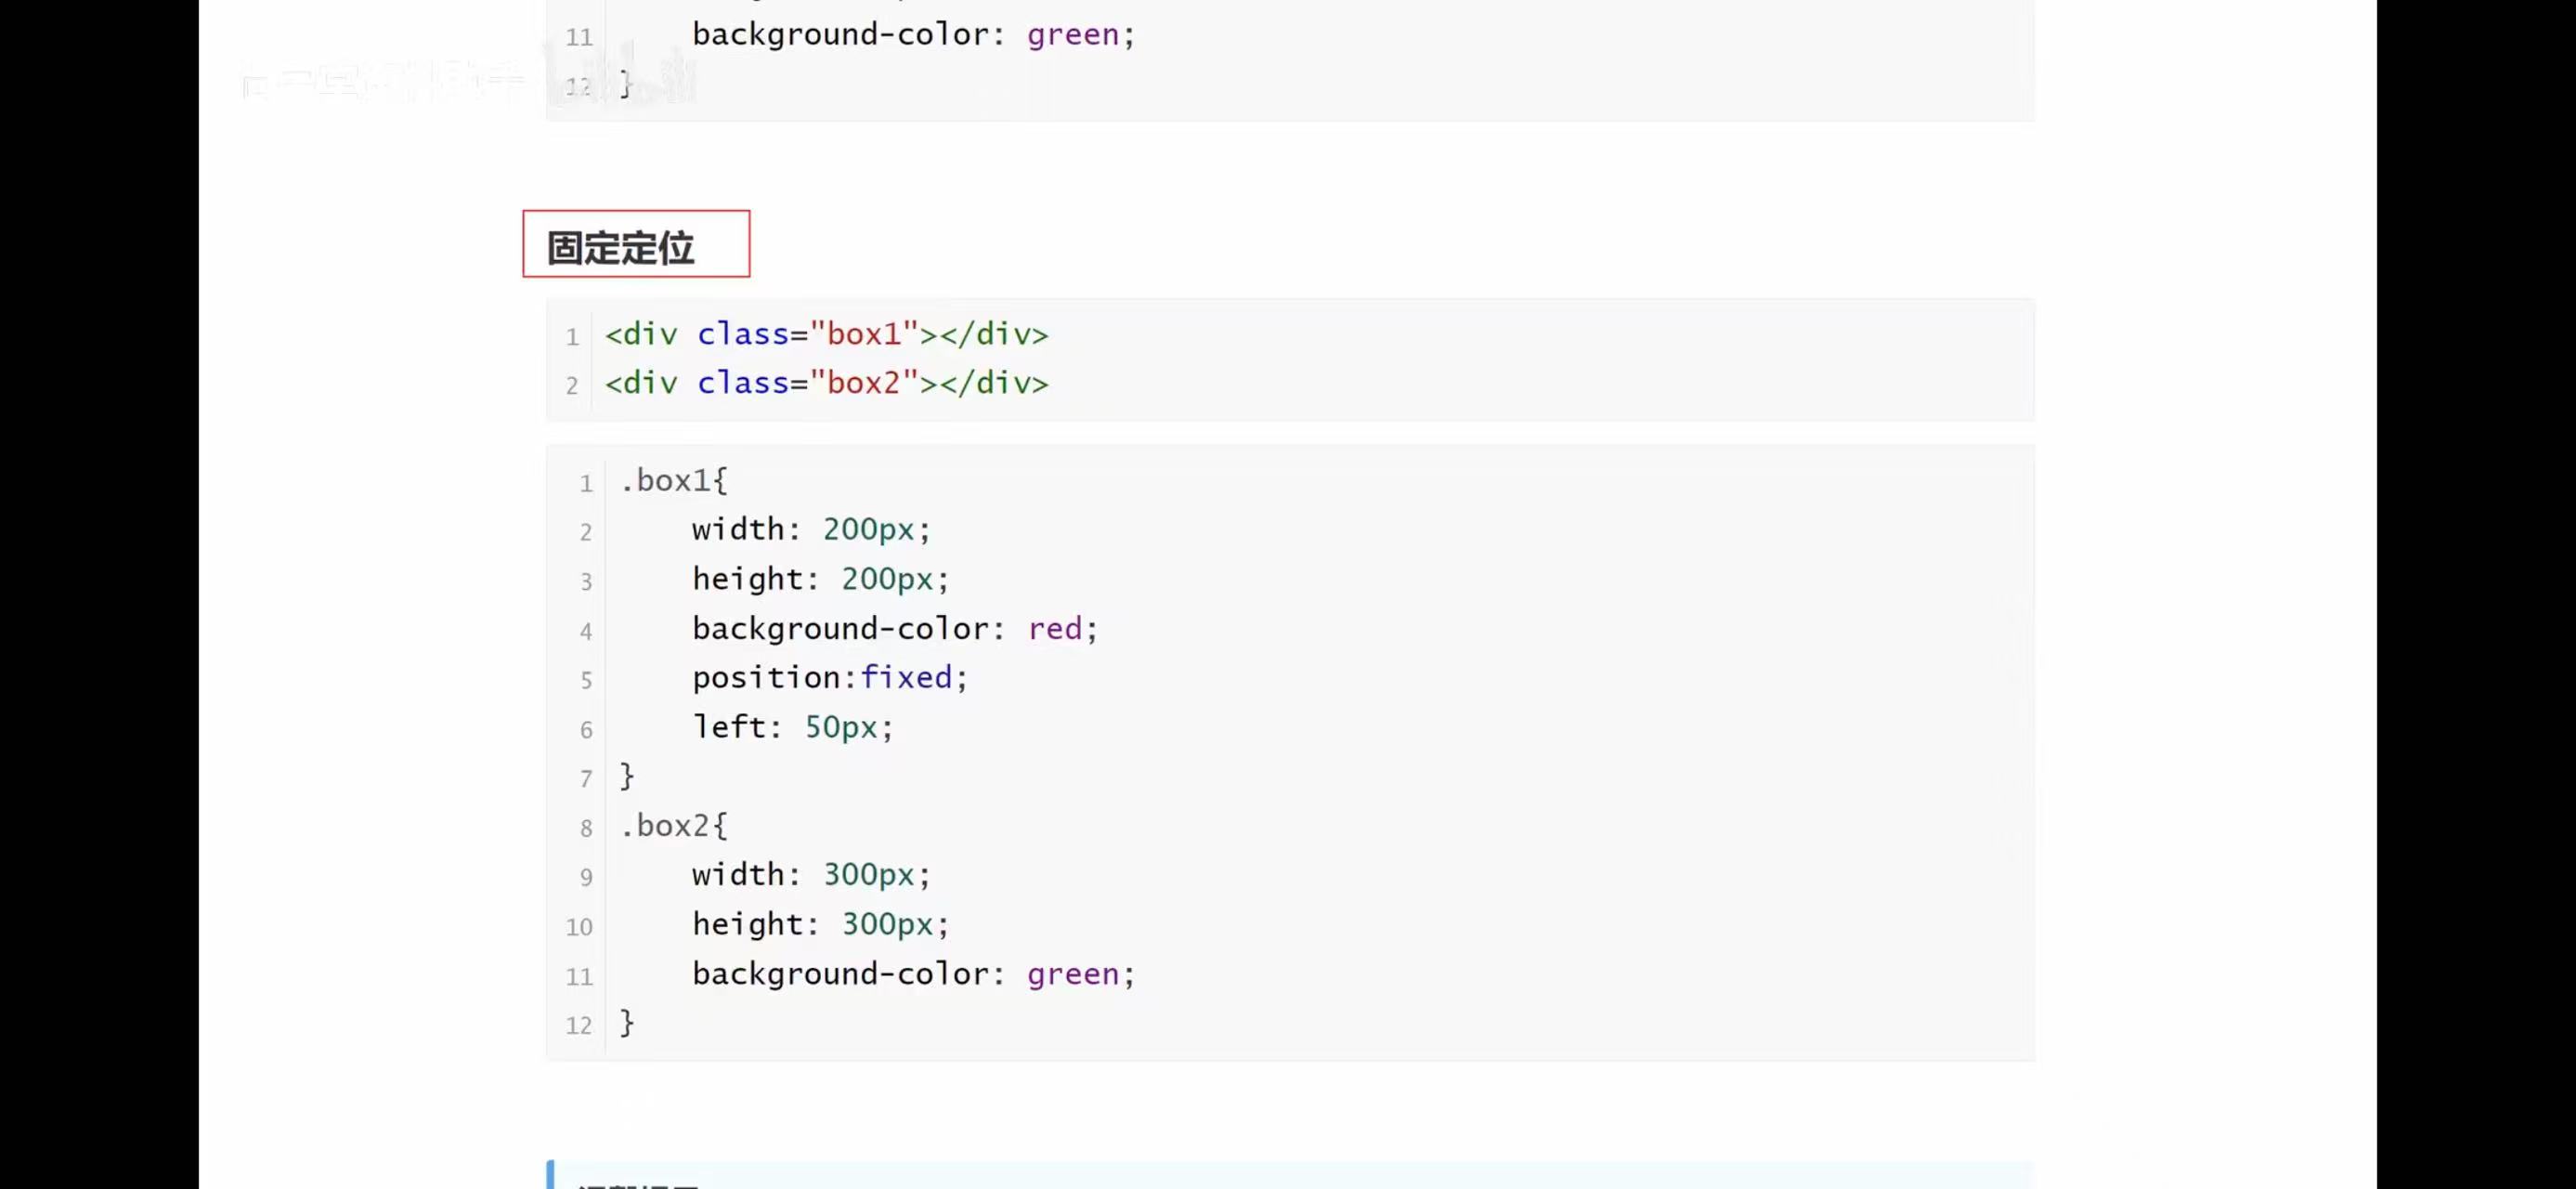 11 background-color: green;
12 }
固定定位
1 <div class="box1"></div>
2 <div class="box2"></div>
1 .box1{
2 width: 200px;
3 height: 200px;
4 background-color: red;
5 position:fixed;
6 left: 50px;
7 }
8 .box2{
9 width: 300px;
10 height: 300px;
11 background-color: green;
12 }